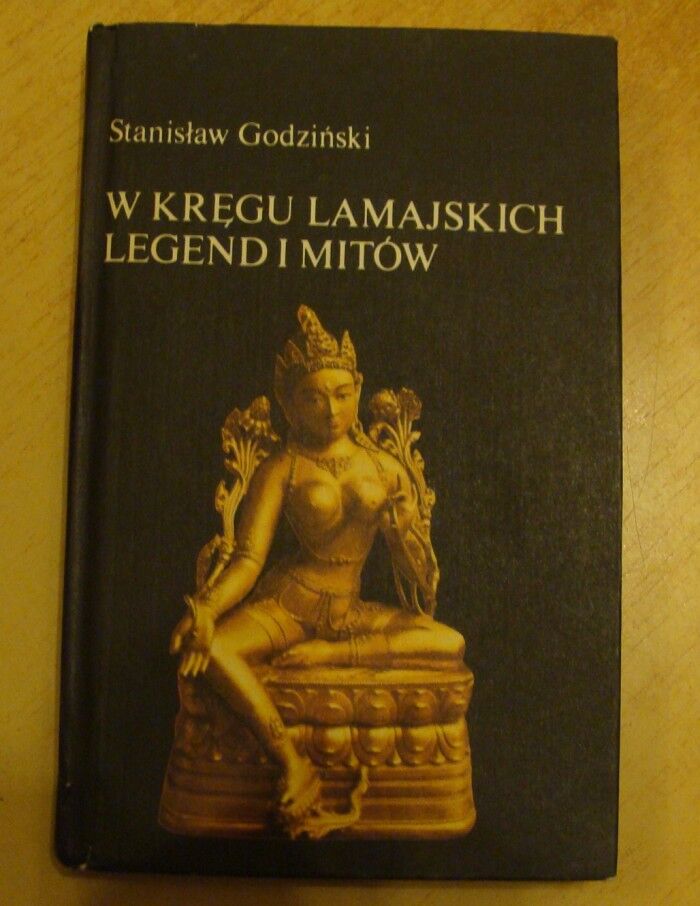 Stanisław Godziński
W KRĘGU LAMAJSKICH
LEGEND I MITÓW